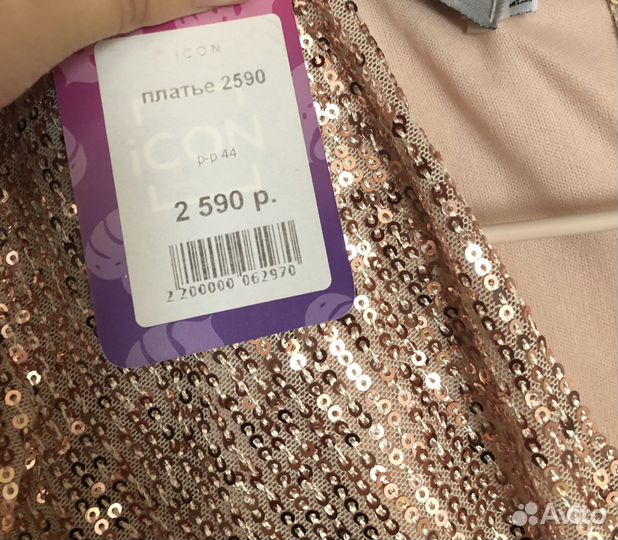 iCON
платье 2590
iCON
р-р 44
2 590 р.
2 200000 062970
Avito